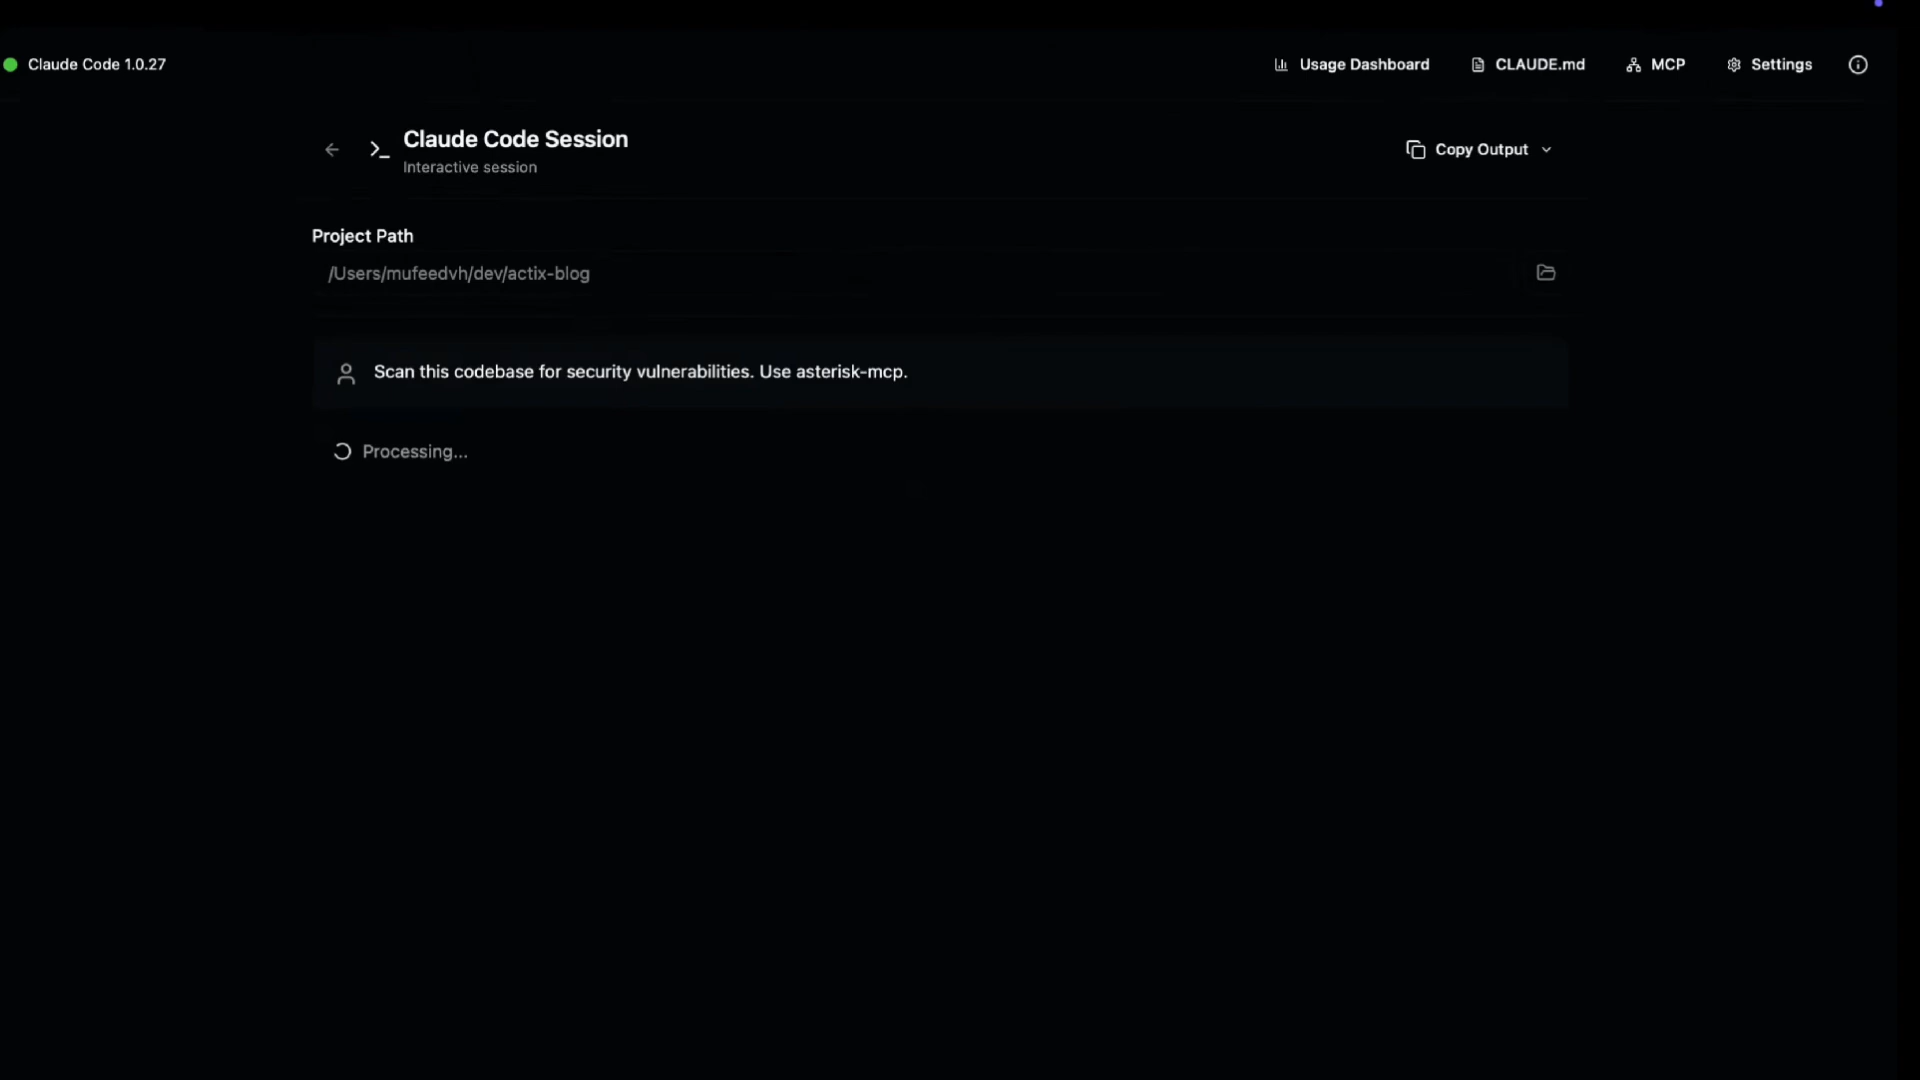 Claude Code 1.0.27
Usage Dashboard
CLAUDE.md
MCP
Settings
Claude Code Session
Interactive session
Copy Output
Project Path
/Users/mufeedvh/dev/actix-blog
Scan this codebase for security vulnerabilities. Use asterisk-mcp.
Processing...